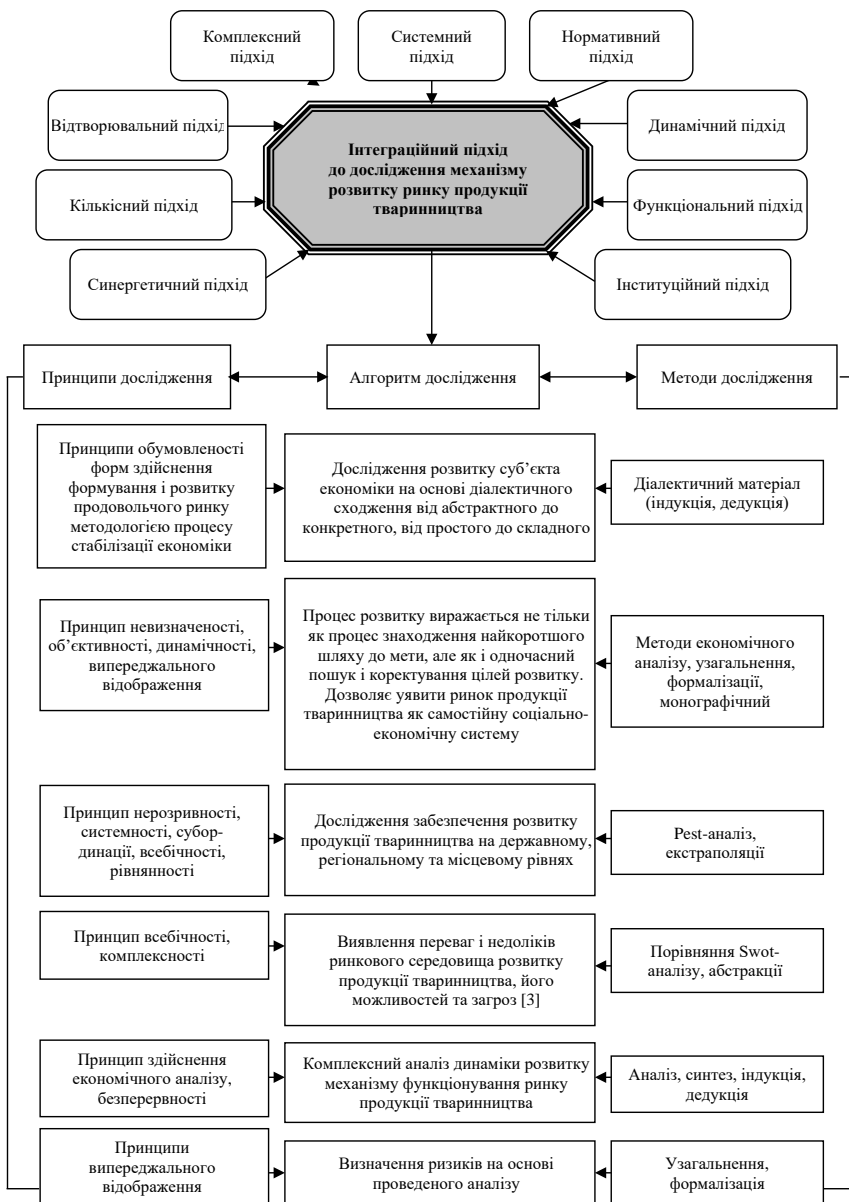 Комплексний
підхід
Системний
підхід
Нормативний
підхід
Відтворювальний підхід
Динамічний підхід
Інтеграційний підхід
до дослідження механізму
розвитку ринку продукції
тваринництва
Кількісний підхід
Функціональний підхід
Синергетичний підхід
Інституційний підхід
Принципи дослідження
Алгоритм дослідження
Методи дослідження
Принципи обумовленості
форм здійснення
формування і розвитку
продовольчого ринку
методологією процесу
стабілізації економіки
Дослідження розвитку суб’єкта
економіки на основі діалектичного
сходження від абстрактного до
конкретного, від простого до складного
Діалектичний матеріал
(індукція, дедукція)
Принцип невизначеності,
об’єктивності, динамічності,
випереджального
відображення
Процес розвитку виражається не тільки
як процес знаходження найкоротшого
шляху до мети, але як і одночасний
пошук і коректування цілей розвитку.
Дозволяє уявити ринок продукції
тваринництва як самостійну соціально-
економічну систему
Методи економічного
аналізу, узагальнення,
формалізації,
монографічний
Принцип нерозривності,
системності, субор-
динації, всебічності,
рівнянності
Дослідження забезпечення розвитку
продукції тваринництва на державному,
регіональному та місцевому рівнях
Pest-аналіз,
екстраполяції
Принцип всебічності,
комплексності
Виявлення переваг і недоліків
ринкового середовища розвитку
продукції тваринництва, його
можливостей та загроз [3]
Порівняння Swot-
аналізу, абстракції
Принцип здійснення
економічного аналізу,
безперервності
Комплексний аналіз динаміки розвитку
механізму функціонування ринку
продукції тваринництва
Аналіз, синтез, індукція,
дедукція
Принципи
випереджального
відображення
Визначення ризиків на основі
проведеного аналізу
Узагальнення,
формалізація